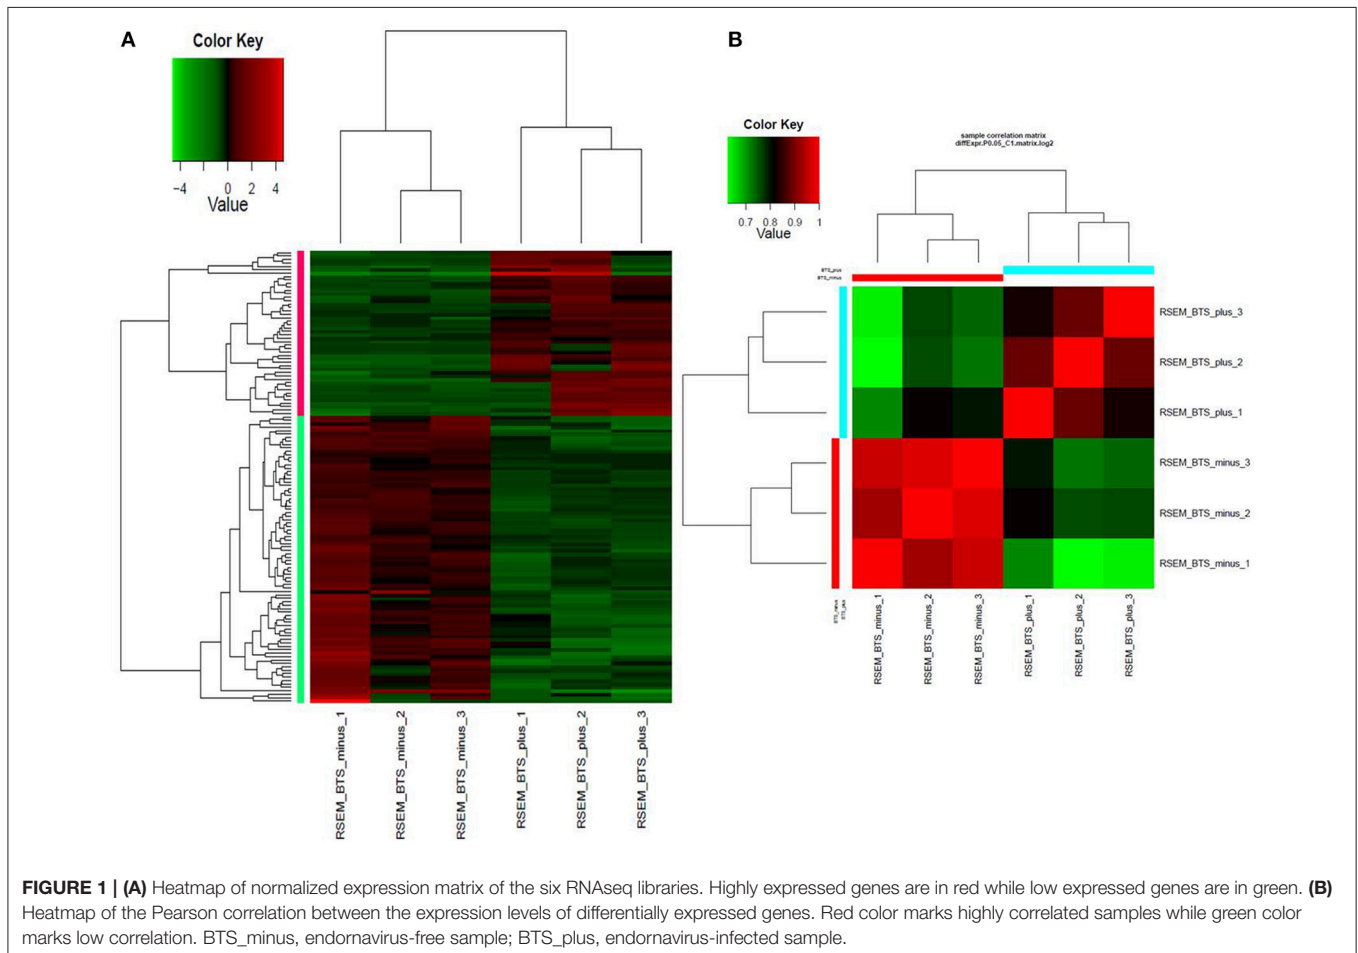 A
Color Key
−4 0 2 4
Value
RSEM_BTS_minus_1
RSEM_BTS_minus_2
RSEM_BTS_minus_3
RSEM_BTS_plus_1
RSEM_BTS_plus_2
RSEM_BTS_plus_3
B
Color Key
0.7 0.8 0.9 1
Value
sample correlation matrix
diffExpr.P0.05_C1.matrix.log2
BTS_plus
BTS_minus
RSEM_BTS_plus_3
RSEM_BTS_plus_2
RSEM_BTS_plus_1
RSEM_BTS_minus_3
RSEM_BTS_minus_2
RSEM_BTS_minus_1
BTS_minus
BTS_plus
RSEM_BTS_minus_1
RSEM_BTS_minus_2
RSEM_BTS_minus_3
RSEM_BTS_plus_1
RSEM_BTS_plus_2
RSEM_BTS_plus_3
FIGURE 1 | (A) Heatmap of normalized expression matrix of the six RNAseq libraries. Highly expressed genes are in red while low expressed genes are in green. (B)
Heatmap of the Pearson correlation between the expression levels of differentially expressed genes. Red color marks highly correlated samples while green color
marks low correlation. BTS_minus, endornavirus-free sample; BTS_plus, endornavirus-infected sample.